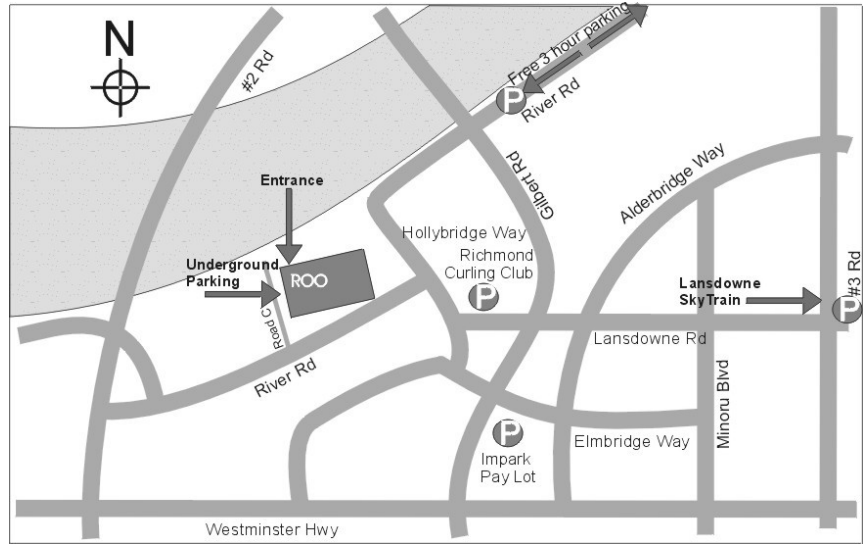 N
#2 Rd
Free 3 hour parking
P
River Rd
Gilbert Rd
Alderbridge Way
Entrance
Hollybridge Way
Richmond
Curling Club
P
Underground
Parking
ROO
Road C
Lansdowne
SkyTrain
#3 Rd
P
Lansdowne Rd
River Rd
Minoru Blvd
P
Elmbridge Way
Impark
Pay Lot
Westminster Hwy